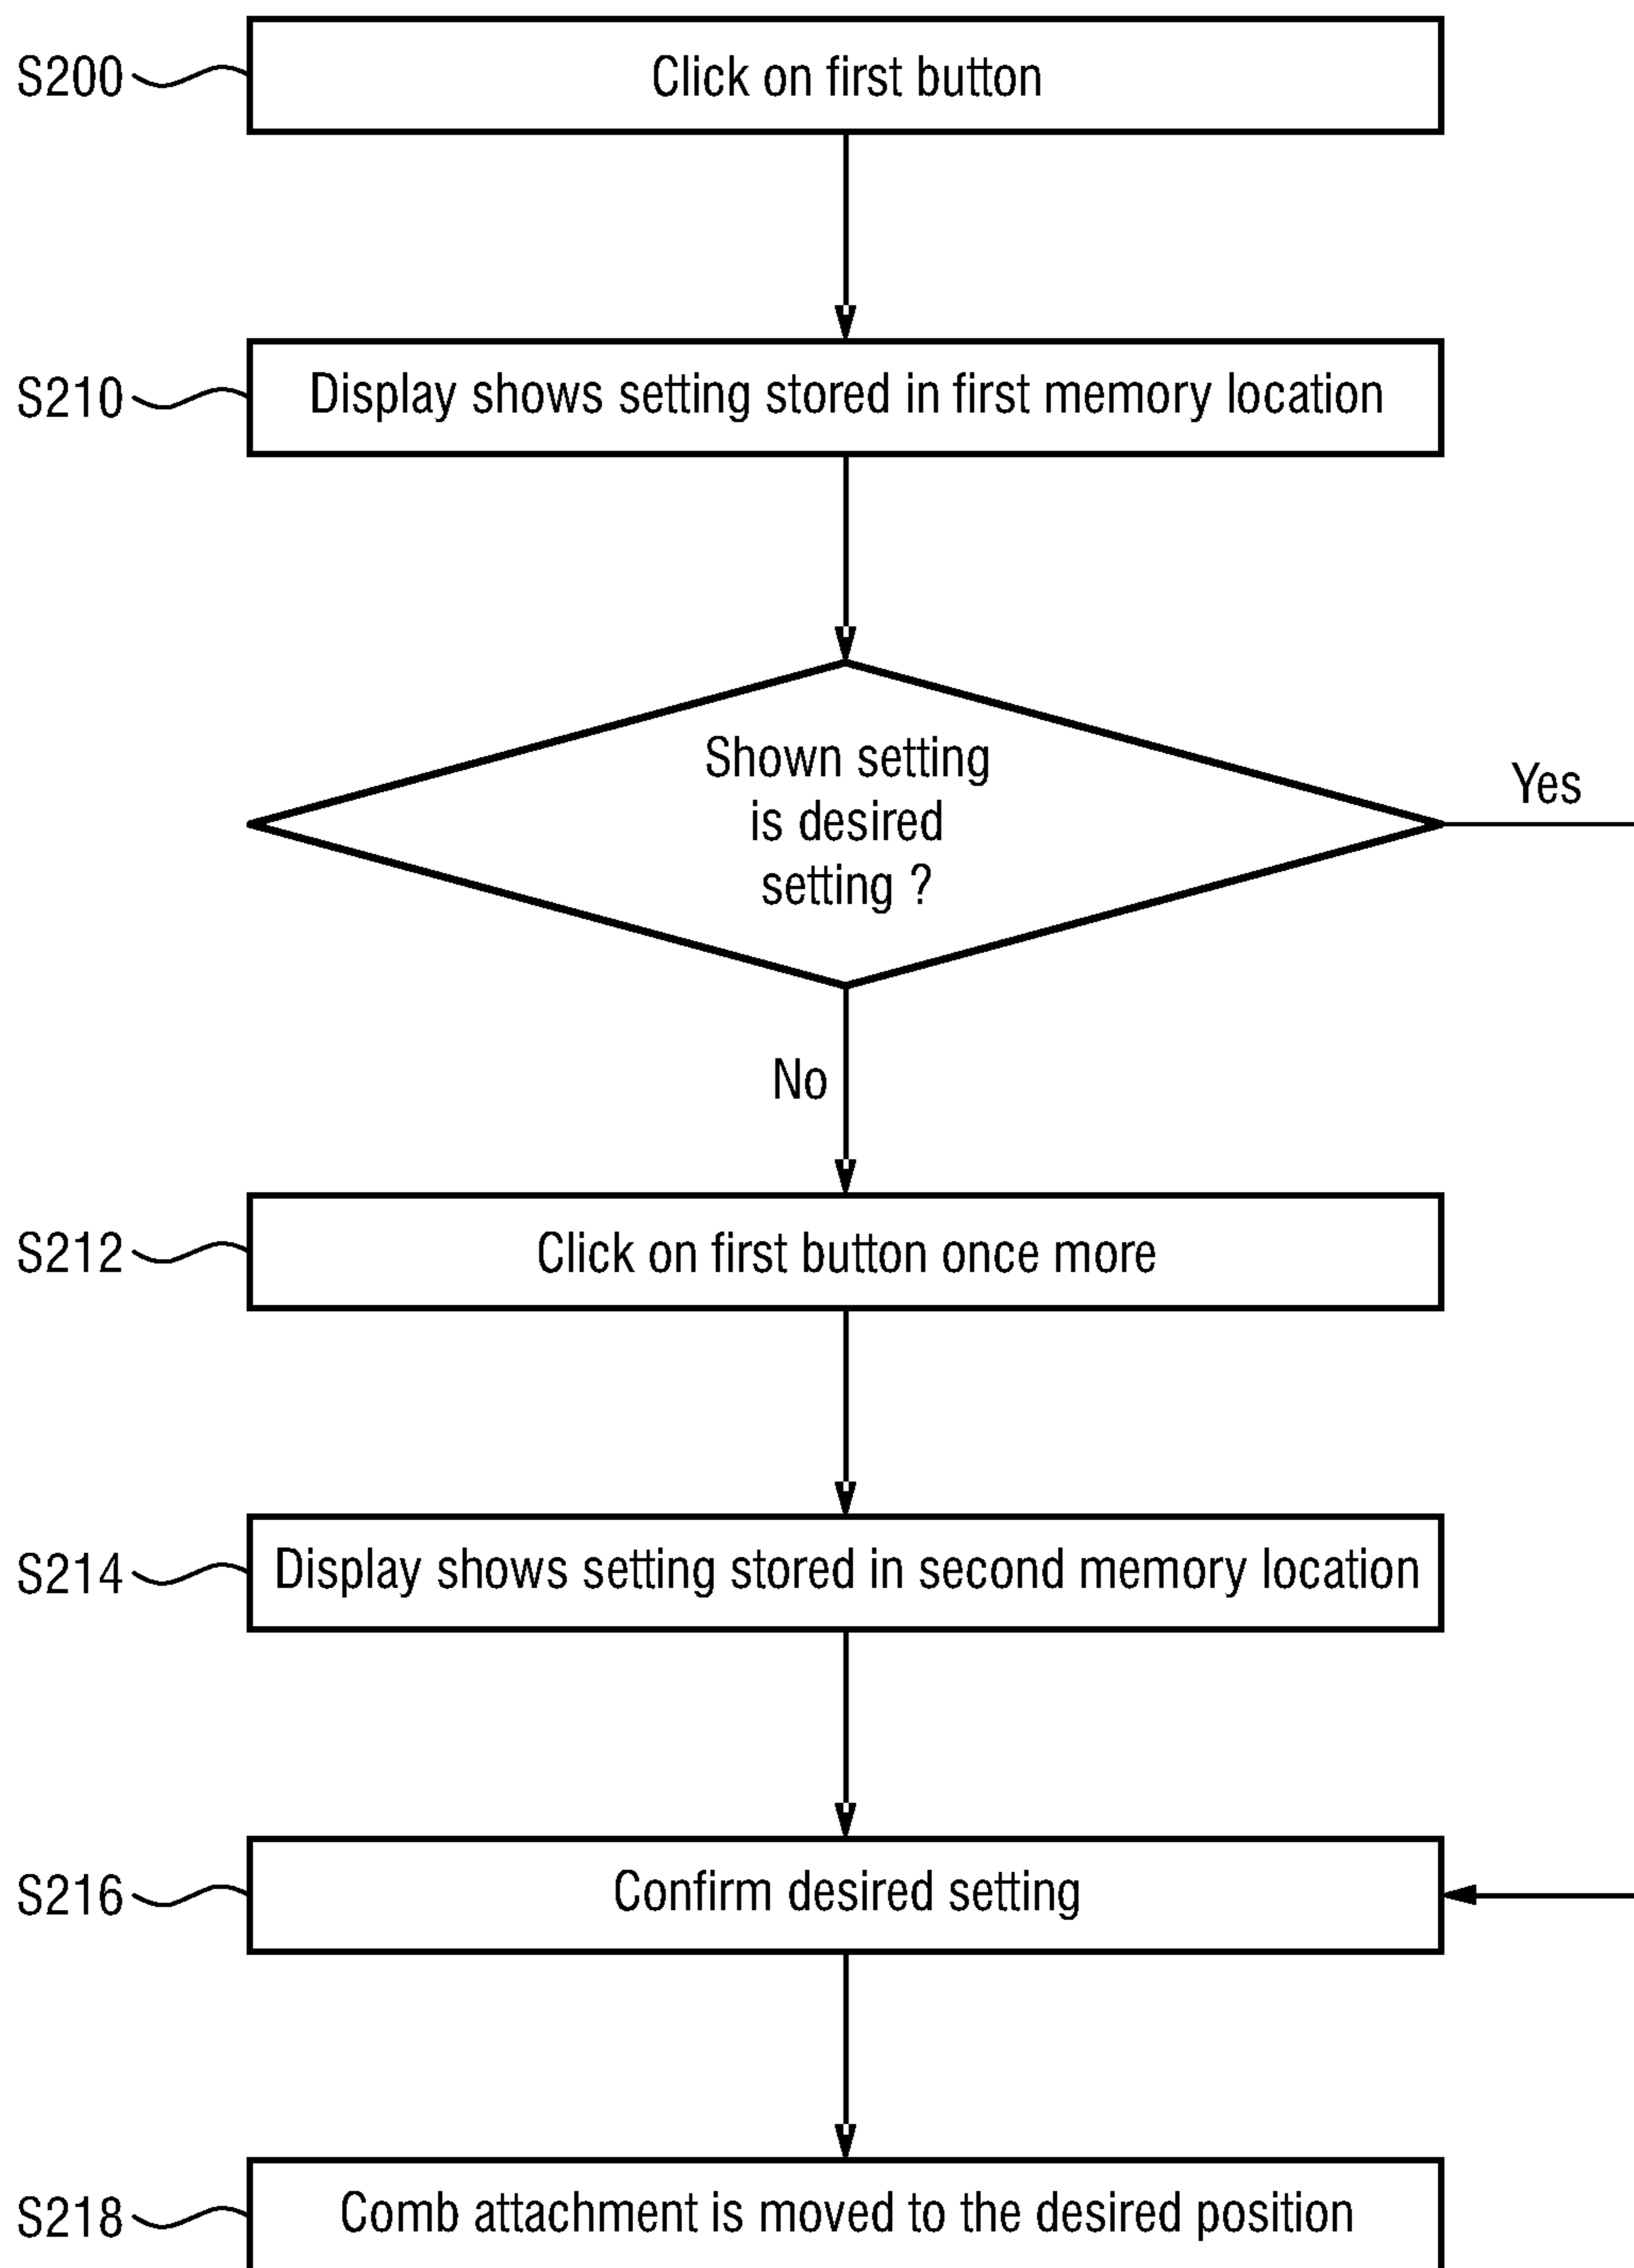 S200
Click on first button
S210
Display shows setting stored in first memory location
Shown setting
is desired
setting ?
Yes
No
S212
Click on first button once more
S214
Display shows setting stored in second memory location
S216
Confirm desired setting
S218
Comb attachment is moved to the desired position